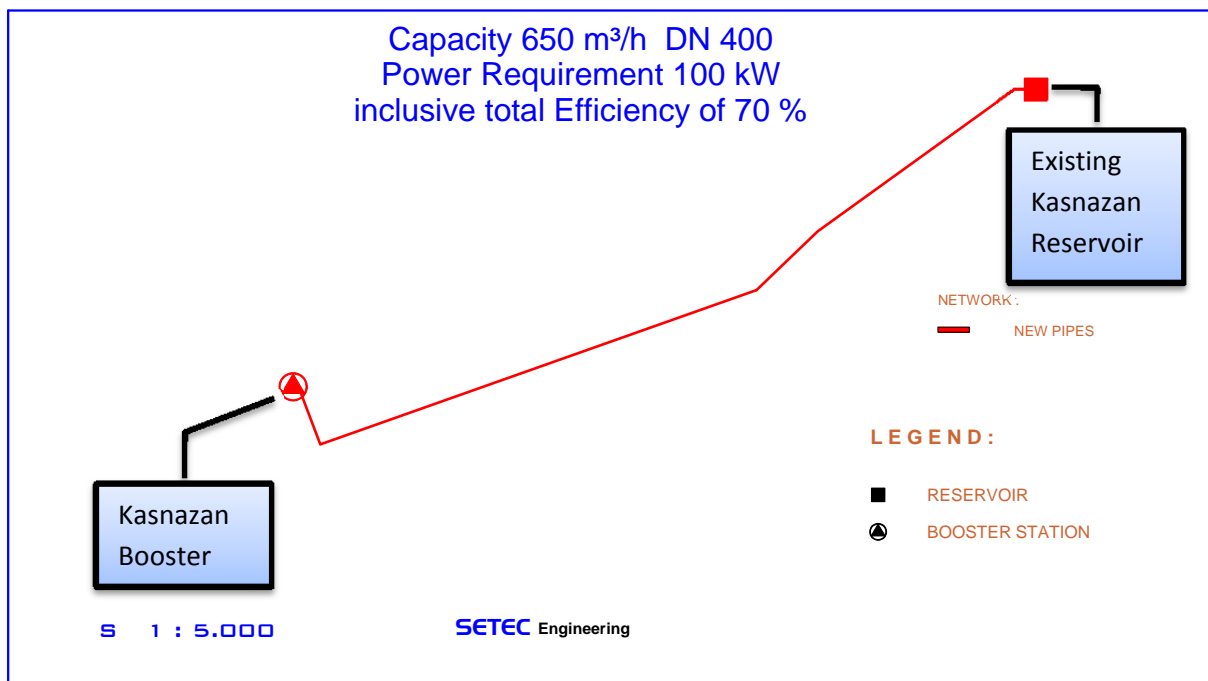 Capacity 650 m³/h DN 400
Power Requirement 100 kW
inclusive total Efficiency of 70 %
Existing
Kasnazan
Reservoir
NETWORK :
NEW PIPES
LEGEND:
RESERVOIR
BOOSTER STATION
Kasnazan
Booster
S 1 : 5.000
SETEC Engineering